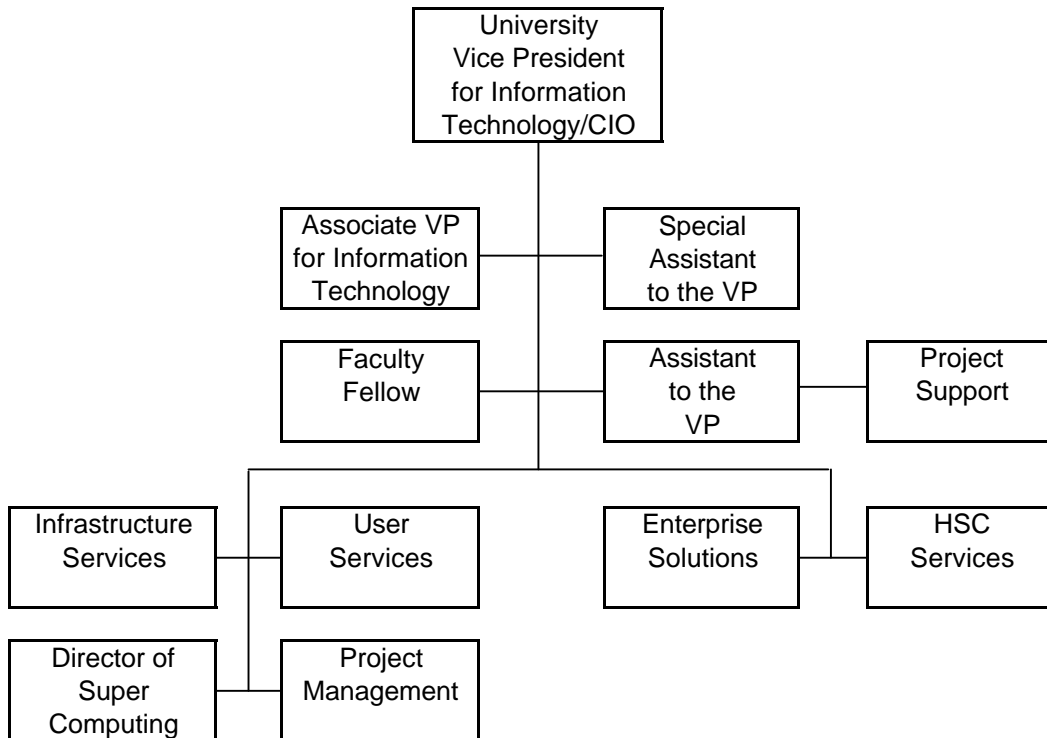 University
Vice President
for Information
Technology/CIO
Associate VP
for Information
Technology
Special
Assistant
to the VP
Faculty
Fellow
Assistant
to the
VP
Project
Support
Infrastructure
Services
User
Services
Enterprise
Solutions
HSC
Services
Director of
Super
Computing
Project
Management